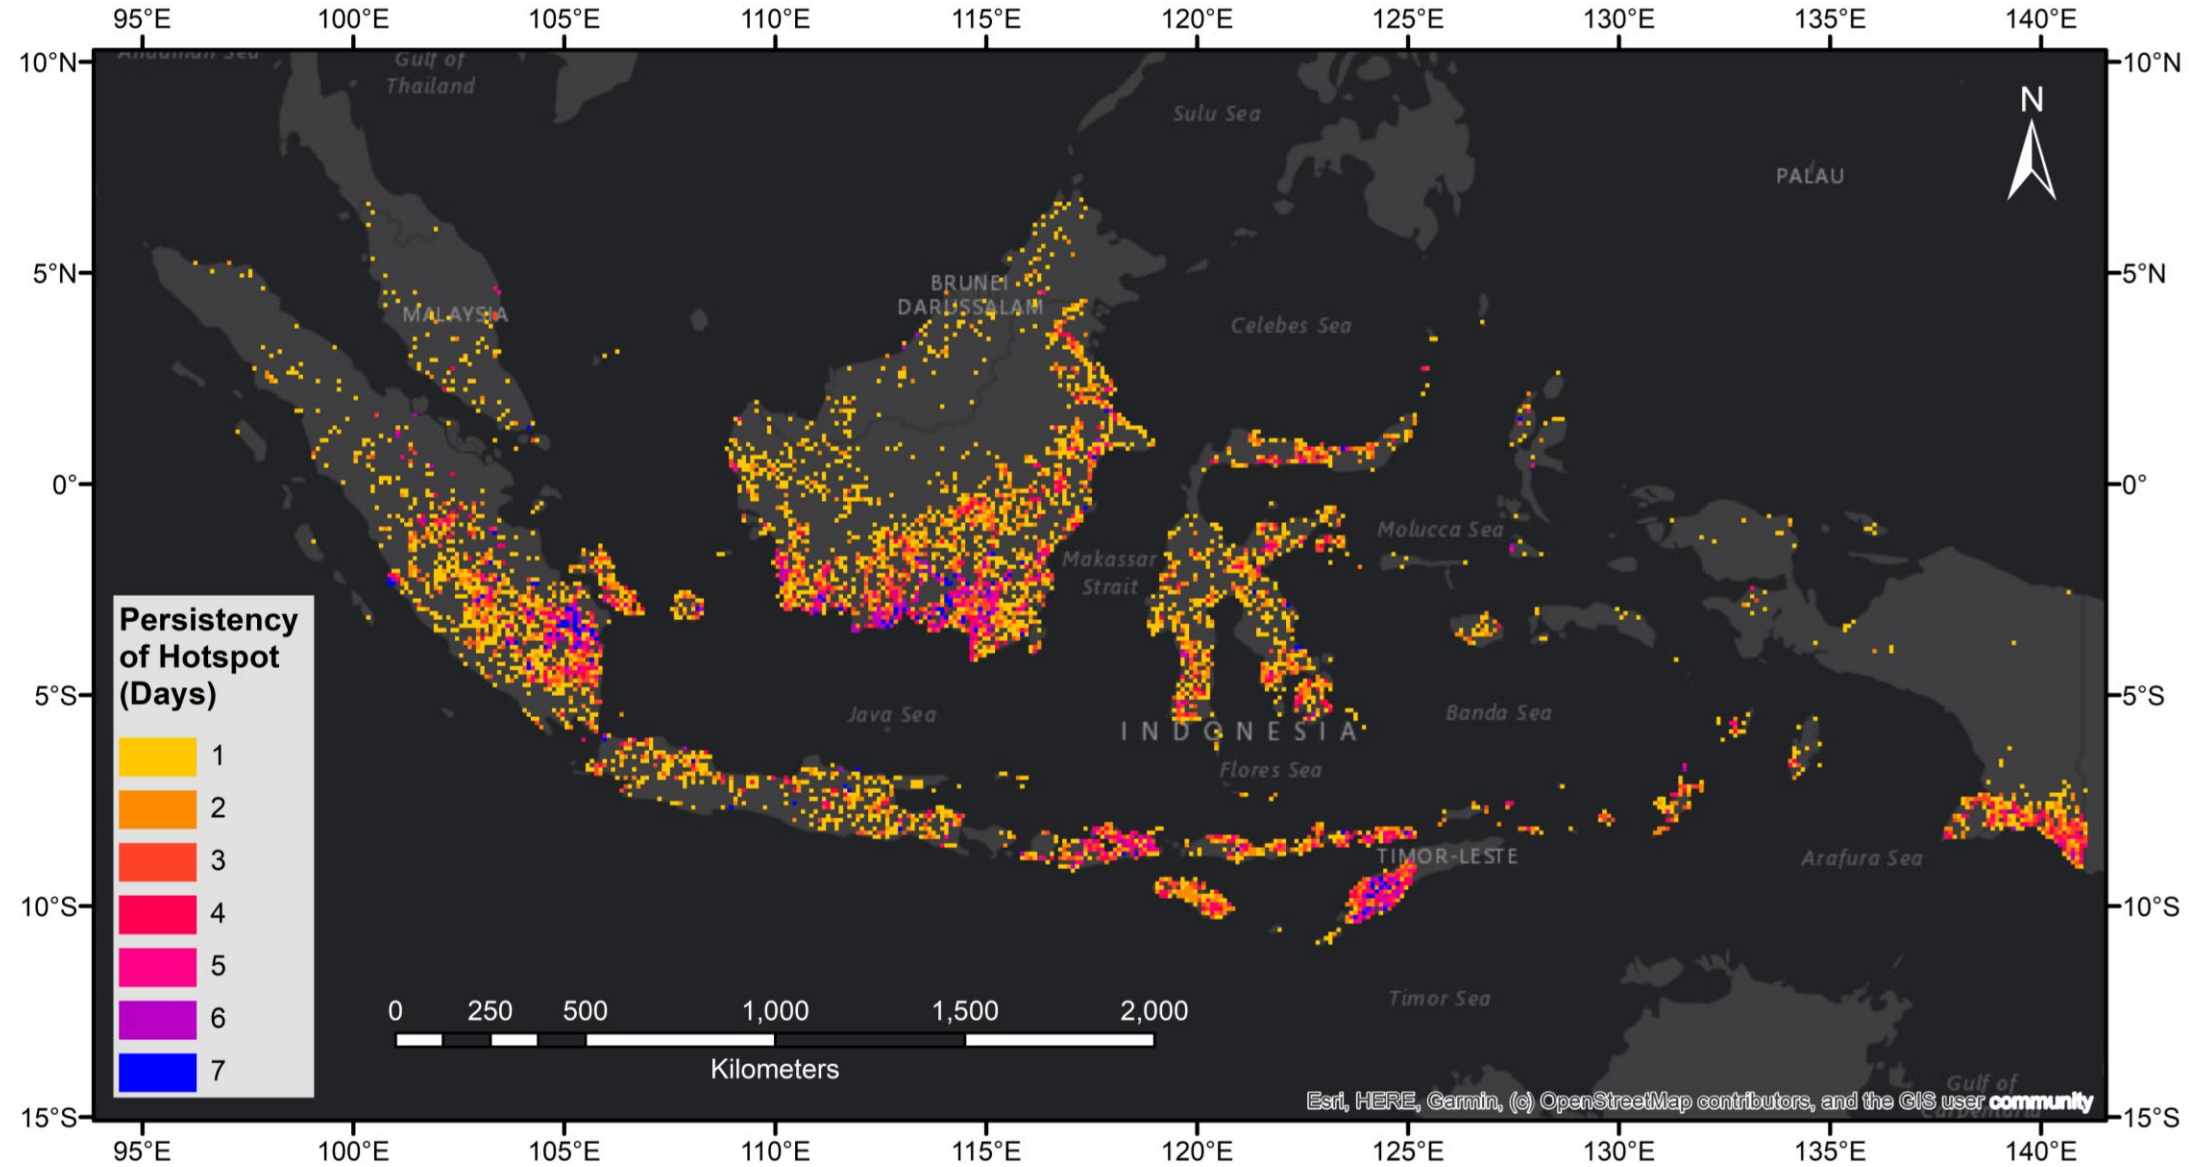 95°E 100°E 105°E 110°E 115°E 120°E 125°E 130°E 135°E 140°E
Andaman Sea
Gulf of
Thailand
10°N
10°N
N
Sulu Sea
PALAU
5°N
5°N
BRUNEI
DARUSSALAM
MALAYSIA
Celebes Sea
0°
0°
Molucca Sea
Makassar
Strait
Persistency
of Hotspot
(Days)
1
2
3
4
5
6
7
5°S
5°S
Java Sea
Banda Sea
INDONESIA
Flores Sea
TIMOR-LESTE
Arafura Sea
10°S
10°S
Timor Sea
0 250 500 1,000 1,500 2,000
Kilometers
Gulf of
Carpentaria
Esri, HERE, Garmin, (c) OpenStreetMap contributors, and the GIS user community
15°S
15°S
95°E 100°E 105°E 110°E 115°E 120°E 125°E 130°E 135°E 140°E